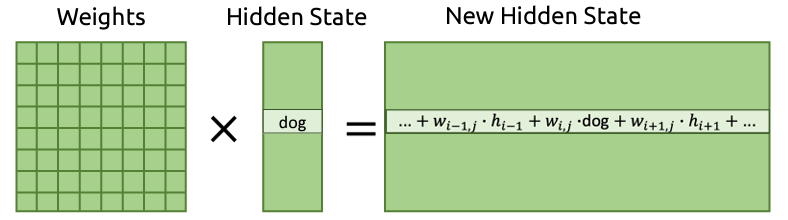 Weights
Hidden State
New Hidden State
×
dog
=
... + w_{i−1,j} · h_{i−1} + w_{i,j} ·dog + w_{i+1,j} · h_{i+1} + ...